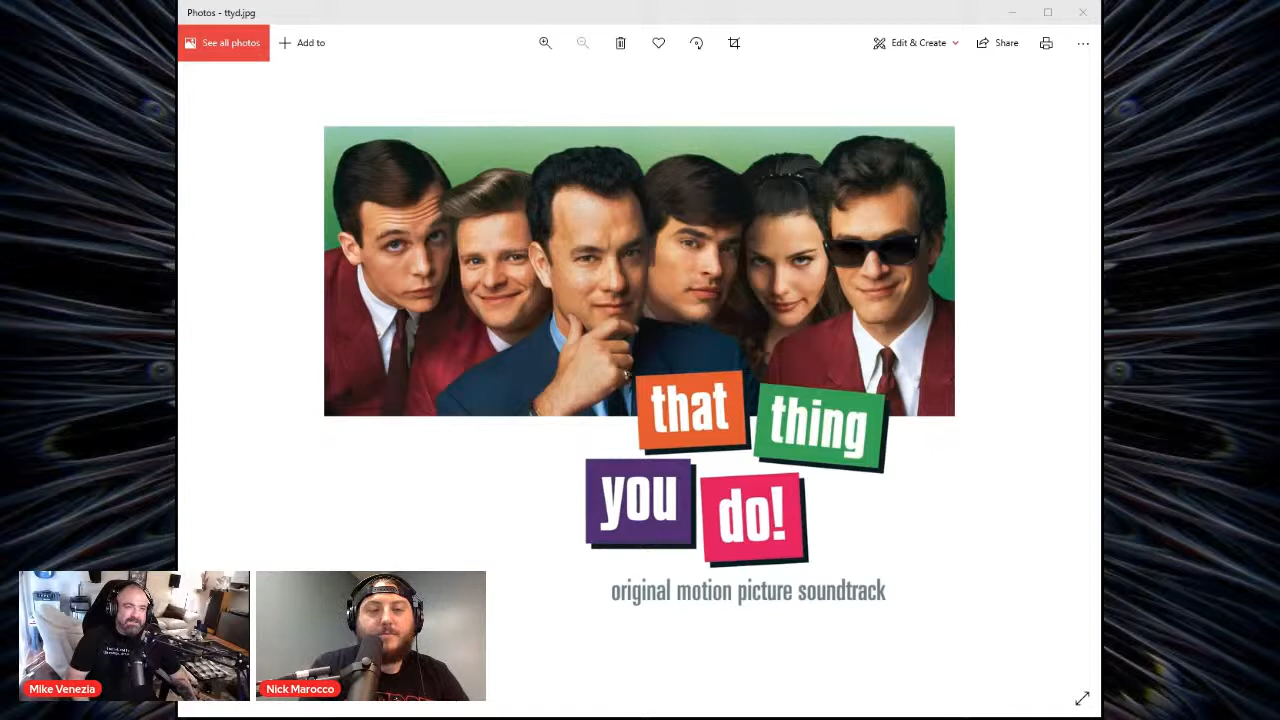 Photos - ttyd.jpg
See all photos
Add to
Edit & Create
Share
that thing
you do!
original motion picture soundtrack
Mike Venezia
Nick Marocco